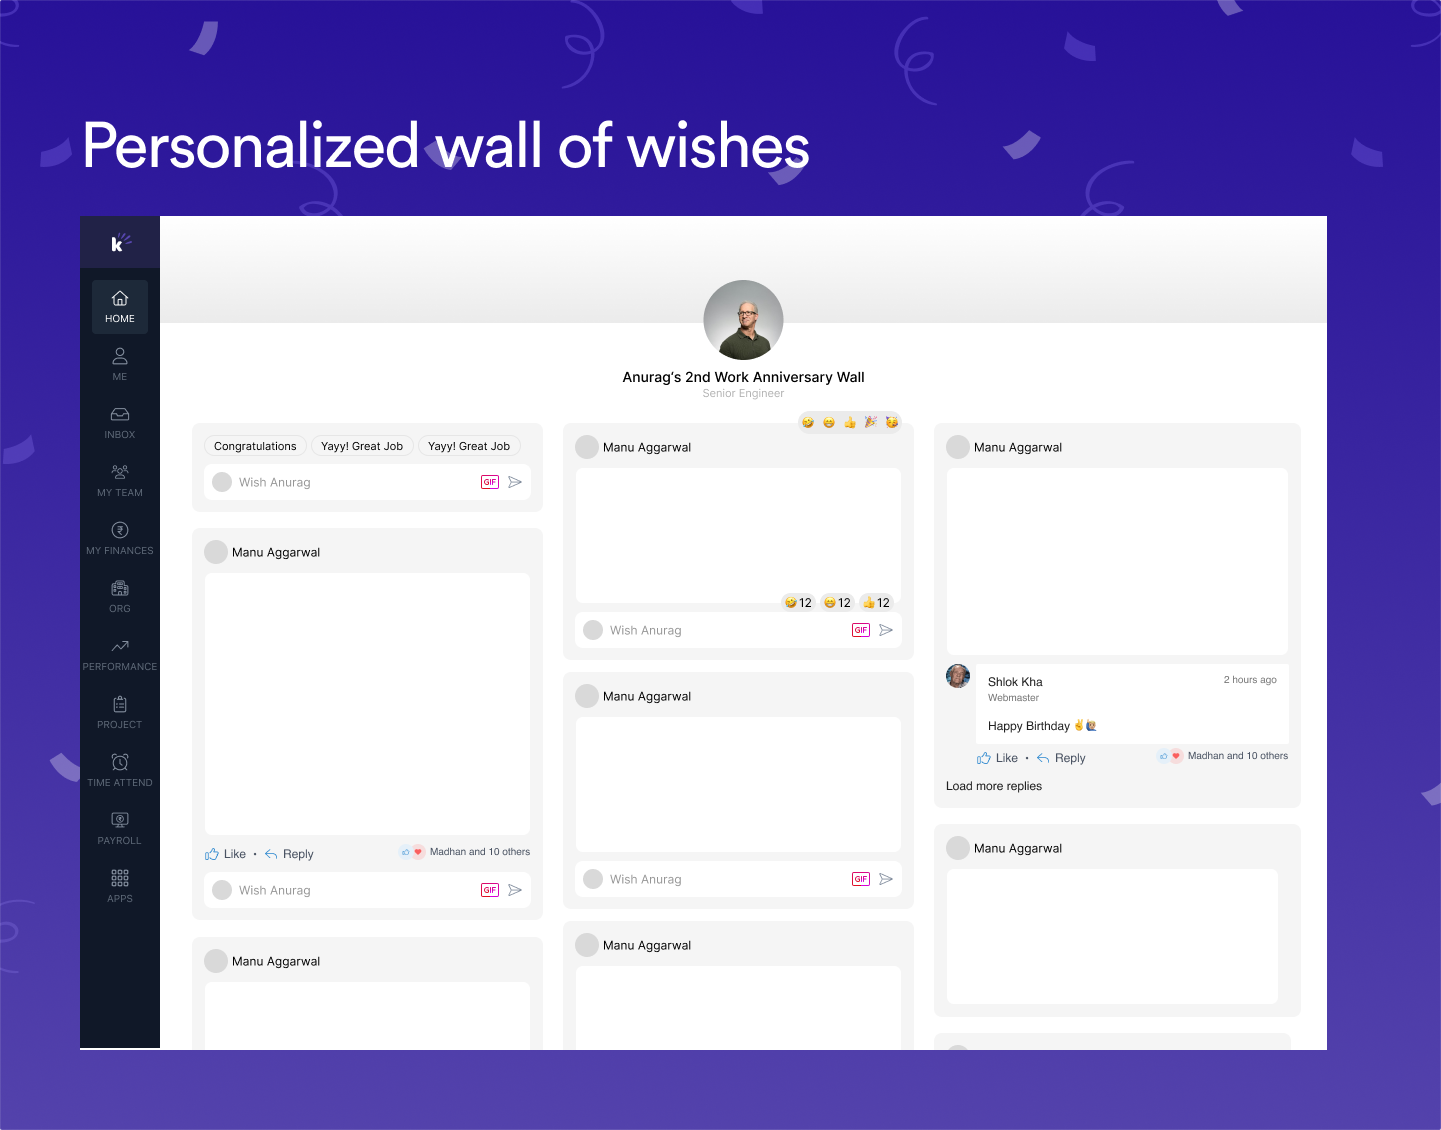 Personalized wall of wishes
k
HOME
ME
INBOX
MY TEAM
MY FINANCES
ORG
PERFORMANCE
PROJECT
TIME ATTEND
PAYROLL
APPS
Anurag's 2nd Work Anniversary Wall
Senior Engineer
Congratulations
Yayy! Great Job
Yayy! Great Job
Wish Anurag
GIF
Manu Aggarwal
Like • Reply
Madhan and 10 others
Wish Anurag
GIF
Manu Aggarwal
🤣 😁 👍 🎉 🥳
Manu Aggarwal
🤣 12 😁 12 👍 12
Wish Anurag
GIF
Manu Aggarwal
Wish Anurag
GIF
Manu Aggarwal
Manu Aggarwal
Shlok Kha
2 hours ago
Webmaster
Happy Birthday ✌️🙋
Like • Reply
Madhan and 10 others
Load more replies
Manu Aggarwal